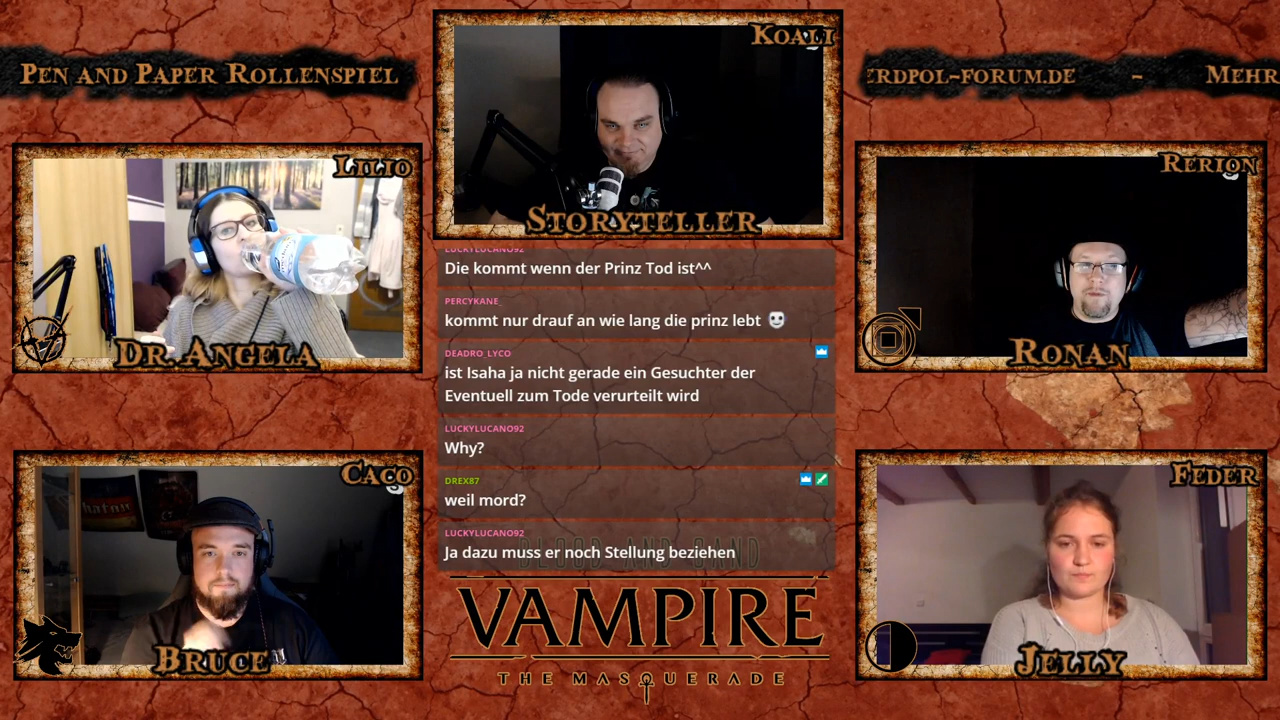 KOALI
PEN AND PAPER ROLLENSPIEL
ERDPOL-FORUM.DE - MEHR
LILIO
RERION
STORYTELLER
LUCKYLUCANO92
Die kommt wenn der Prinz Tod ist^^
PERCYKANE_
kommt nur drauf an wie lang die prinz lebt
DR. ANGELA
RONAN
DEADRO_LYCO
ist Isaha ja nicht gerade ein Gesuchter der
Eventuell zum Tode verurteilt wird
LUCKYLUCANO92
Why?
CACO
FEDER
DREX87
weil mord?
LUCKYLUCANO92
Ja dazu muss er noch Stellung beziehen
BLOOD AND SAND
VAMPIRE
THE MASQUERADE
BRUCE
JELLY